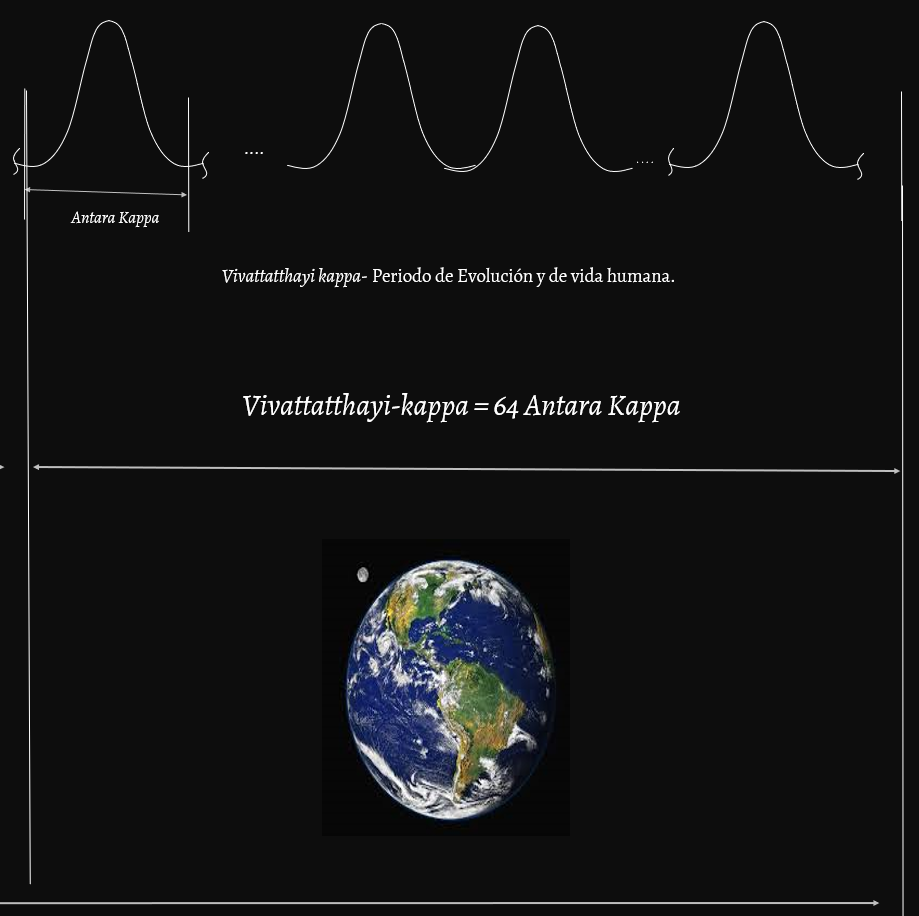 ....
....
Antara Kappa
Vivattatthayi kappa- Periodo de Evolución y de vida humana.
Vivattatthayi-kappa = 64 Antara Kappa